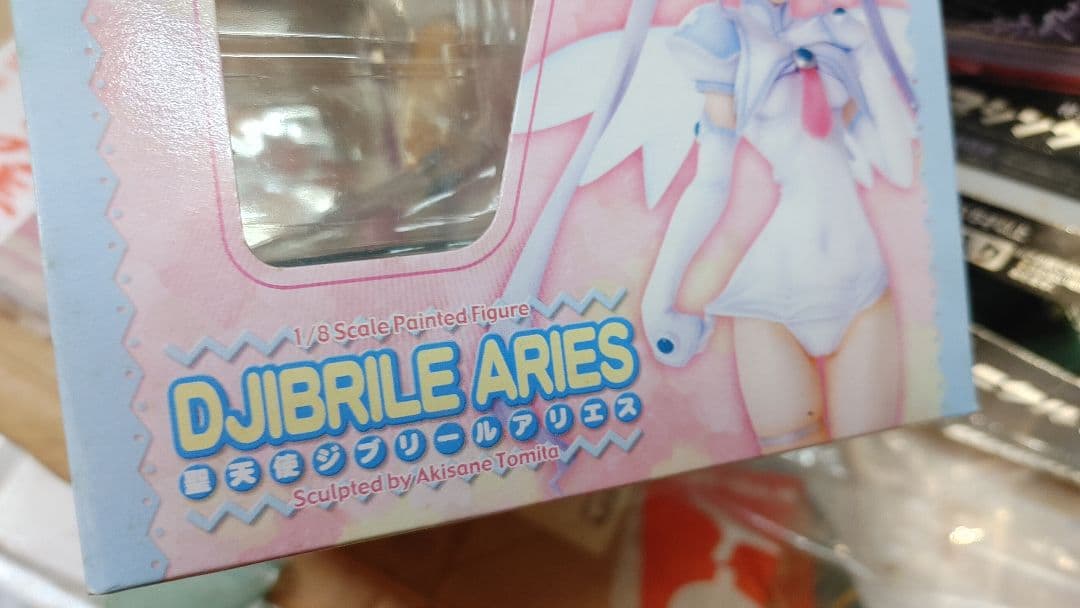 1/8 Scale Painted Figure
DJIBRILE ARIES
聖天使ジブリールアリエス
Sculpted by Akisane Tomita